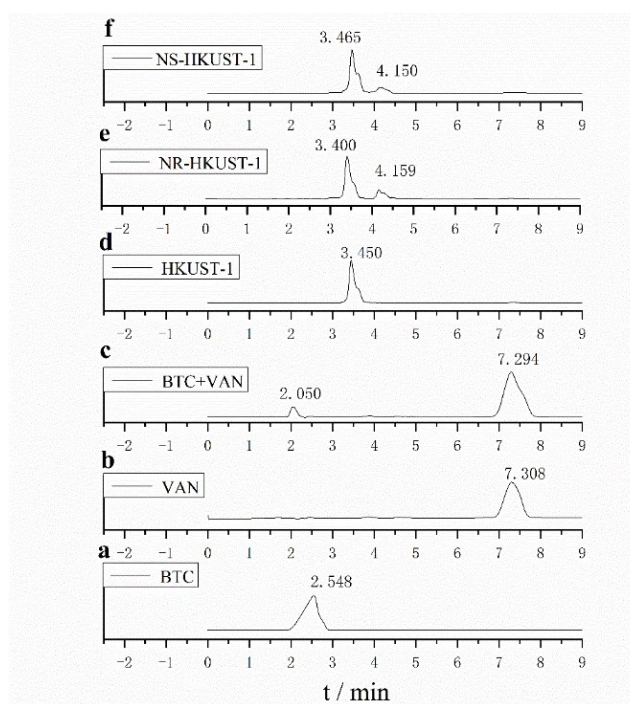 f
3. 465
NS-HKUST-1
4. 150
-2 -1 0 1 2 3 4 5 6 7 8 9
e
3. 400
NR-HKUST-1
4. 159
-2 -1 0 1 2 3 4 5 6 7 8 9
d
3. 450
HKUST-1
-2 -1 0 1 2 3 4 5 6 7 8 9
c
7. 294
BTC+VAN
2. 050
-2 -1 0 1 2 3 4 5 6 7 8 9
b
7. 308
VAN
-2 -1 0 1 2 3 4 5 6 7 8 9
a
BTC
2. 548
-2 -1 0 1 2 3 4 5 6 7 8 9
t / min